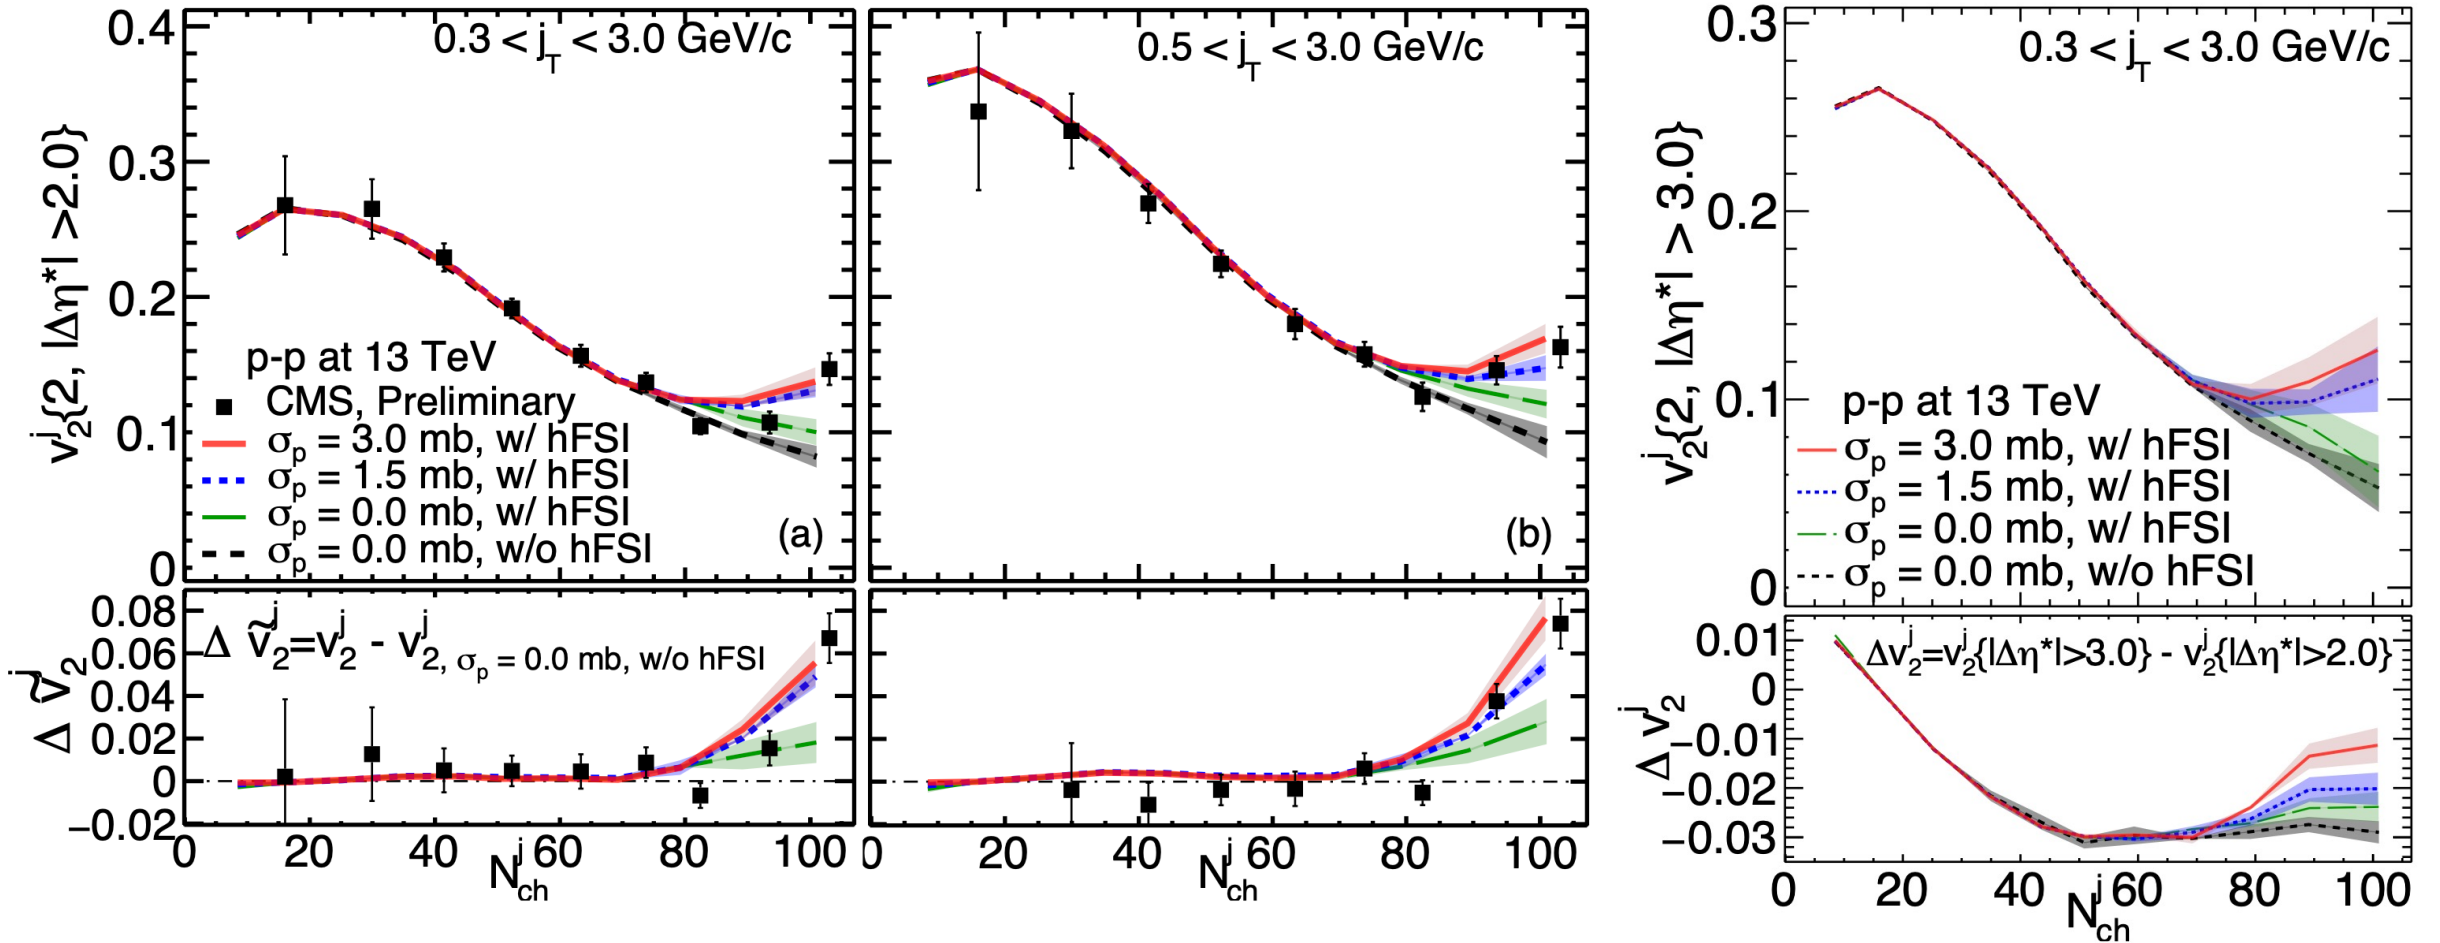 0.3 < j_T < 3.0 GeV/c
v_2^j{2, |Δη*| >2.0}
0.4
0.3
0.2
0.1
0
p-p at 13 TeV
CMS, Preliminary
σ_p = 3.0 mb, w/ hFSI
σ_p = 1.5 mb, w/ hFSI
σ_p = 0.0 mb, w/ hFSI
σ_p = 0.0 mb, w/o hFSI
(a)
Δ ṽ_2^j
0.08
0.06
0.04
0.02
0
−0.02
Δ ṽ_2^j=v_2^j - v_2^j, σ_p = 0.0 mb, w/o hFSI
0 20 40 60 80 100
N_ch^j
0.5 < j_T < 3.0 GeV/c
(b)
0 20 40 60 80 100
N_ch^j
0.3 < j_T < 3.0 GeV/c
v_2^j{2, |Δη*| > 3.0}
0.3
0.2
0.1
0
p-p at 13 TeV
σ_p = 3.0 mb, w/ hFSI
σ_p = 1.5 mb, w/ hFSI
σ_p = 0.0 mb, w/ hFSI
σ_p = 0.0 mb, w/o hFSI
Δ v_2^j
0.01
0
−0.01
−0.02
−0.03
Δv_2^j=v_2^j{|Δη*|>3.0} - v_2^j{|Δη*|>2.0}
0 20 40 60 80 100
N_ch^j